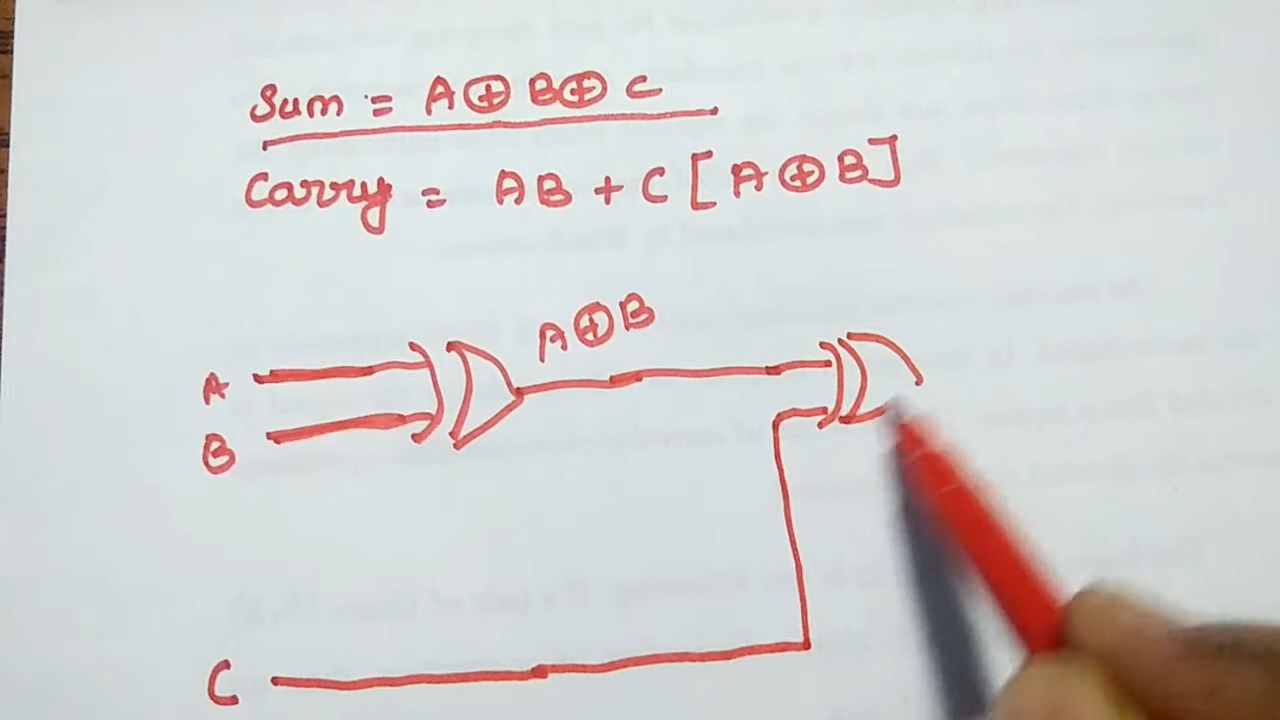 Sum = A⊕B⊕C
Carry = AB + C[A⊕B]
A⊕B
A
B
C